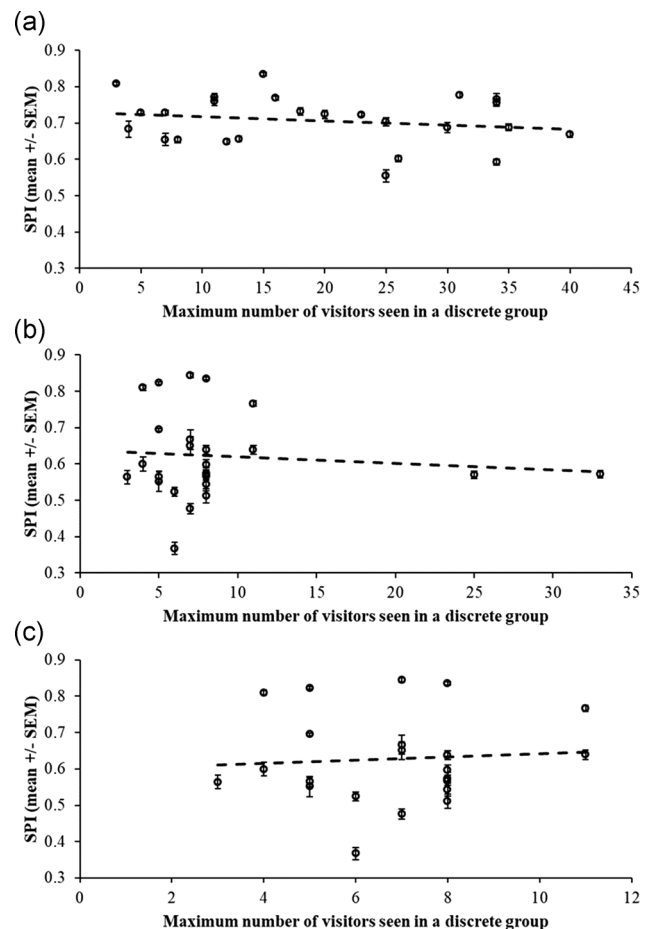 (a)
0.9
0.8
0.7
0.6
0.5
0.4
0.3
SPI (mean +/- SEM)
0 5 10 15 20 25 30 35 40 45
Maximum number of visitors seen in a discrete group
(b)
0.9
0.8
0.7
0.6
0.5
0.4
0.3
SPI (mean +/- SEM)
0 5 10 15 20 25 30 35
Maximum number of visitors seen in a discrete group
(c)
0.9
0.8
0.7
0.6
0.5
0.4
0.3
SPI (mean +/- SEM)
0 2 4 6 8 10 12
Maximum number of visitors seen in a discrete group